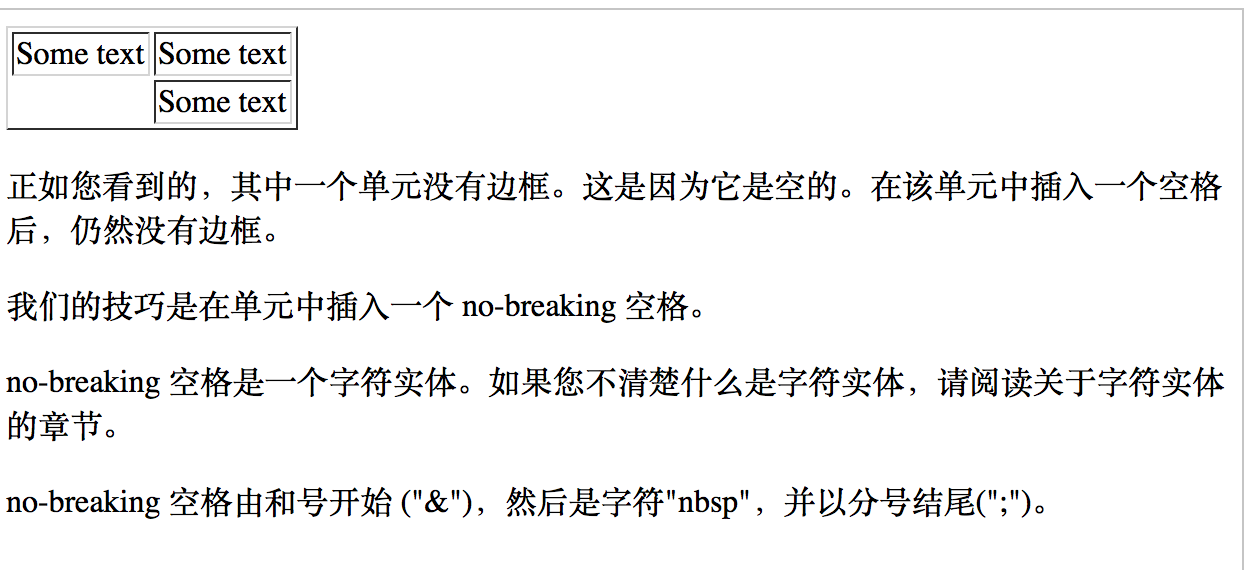 Some text Some text
Some text
正如您看到的，其中一个单元没有边框。这是因为它是空的。在该单元中插入一个空格
后，仍然没有边框。
我们的技巧是在单元中插入一个 no-breaking 空格。
no-breaking 空格是一个字符实体。如果您不清楚什么是字符实体，请阅读关于字符实体
的章节。
no-breaking 空格由和号开始 ("&")，然后是字符"nbsp"，并以分号结尾(";")。